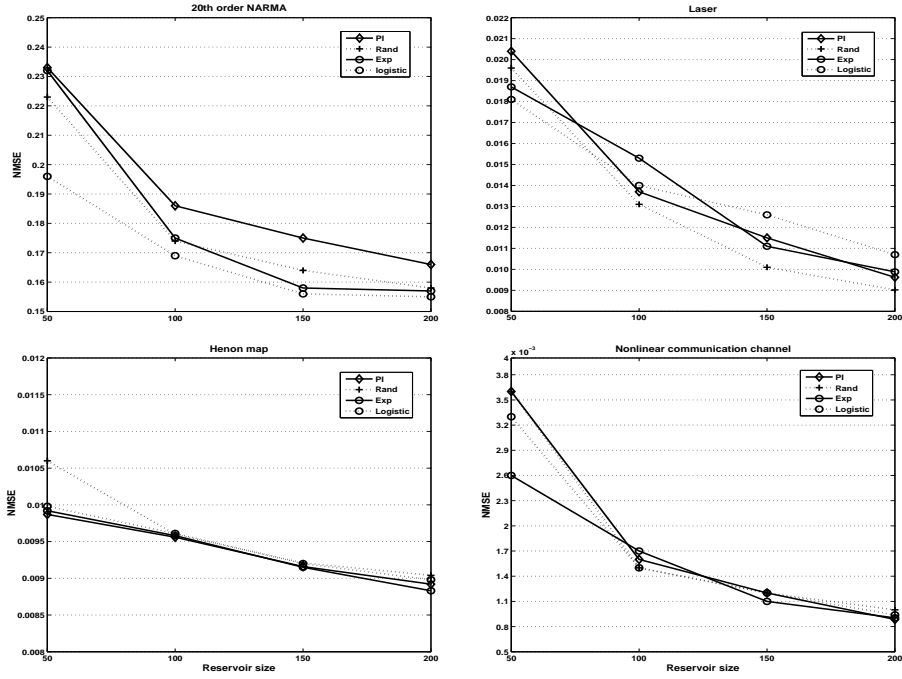 20th order NARMA
0.25
0.24
0.23
0.22
0.21
0.2
0.19
0.18
0.17
0.16
0.15
NMSE
50
100
150
200
PI
Rand
Exp
logistic
Laser
0.022
0.021
0.020
0.019
0.018
0.017
0.016
0.015
0.014
0.013
0.012
0.011
0.010
0.009
0.008
50
100
150
200
PI
Rand
Exp
Logistic
Henon map
0.012
0.0115
0.011
0.0105
0.01
0.0095
0.009
0.0085
0.008
NMSE
50
100
150
200
Reservoir size
PI
Rand
Exp
Logistic
Nonlinear communication channel
x 10⁻³
4
3.8
3.6
3.2
2.9
2.6
2.3
2
1.7
1.4
1.1
0.8
0.5
NMSE
50
100
150
200
Reservoir size
PI
Rand
Exp
Logistic